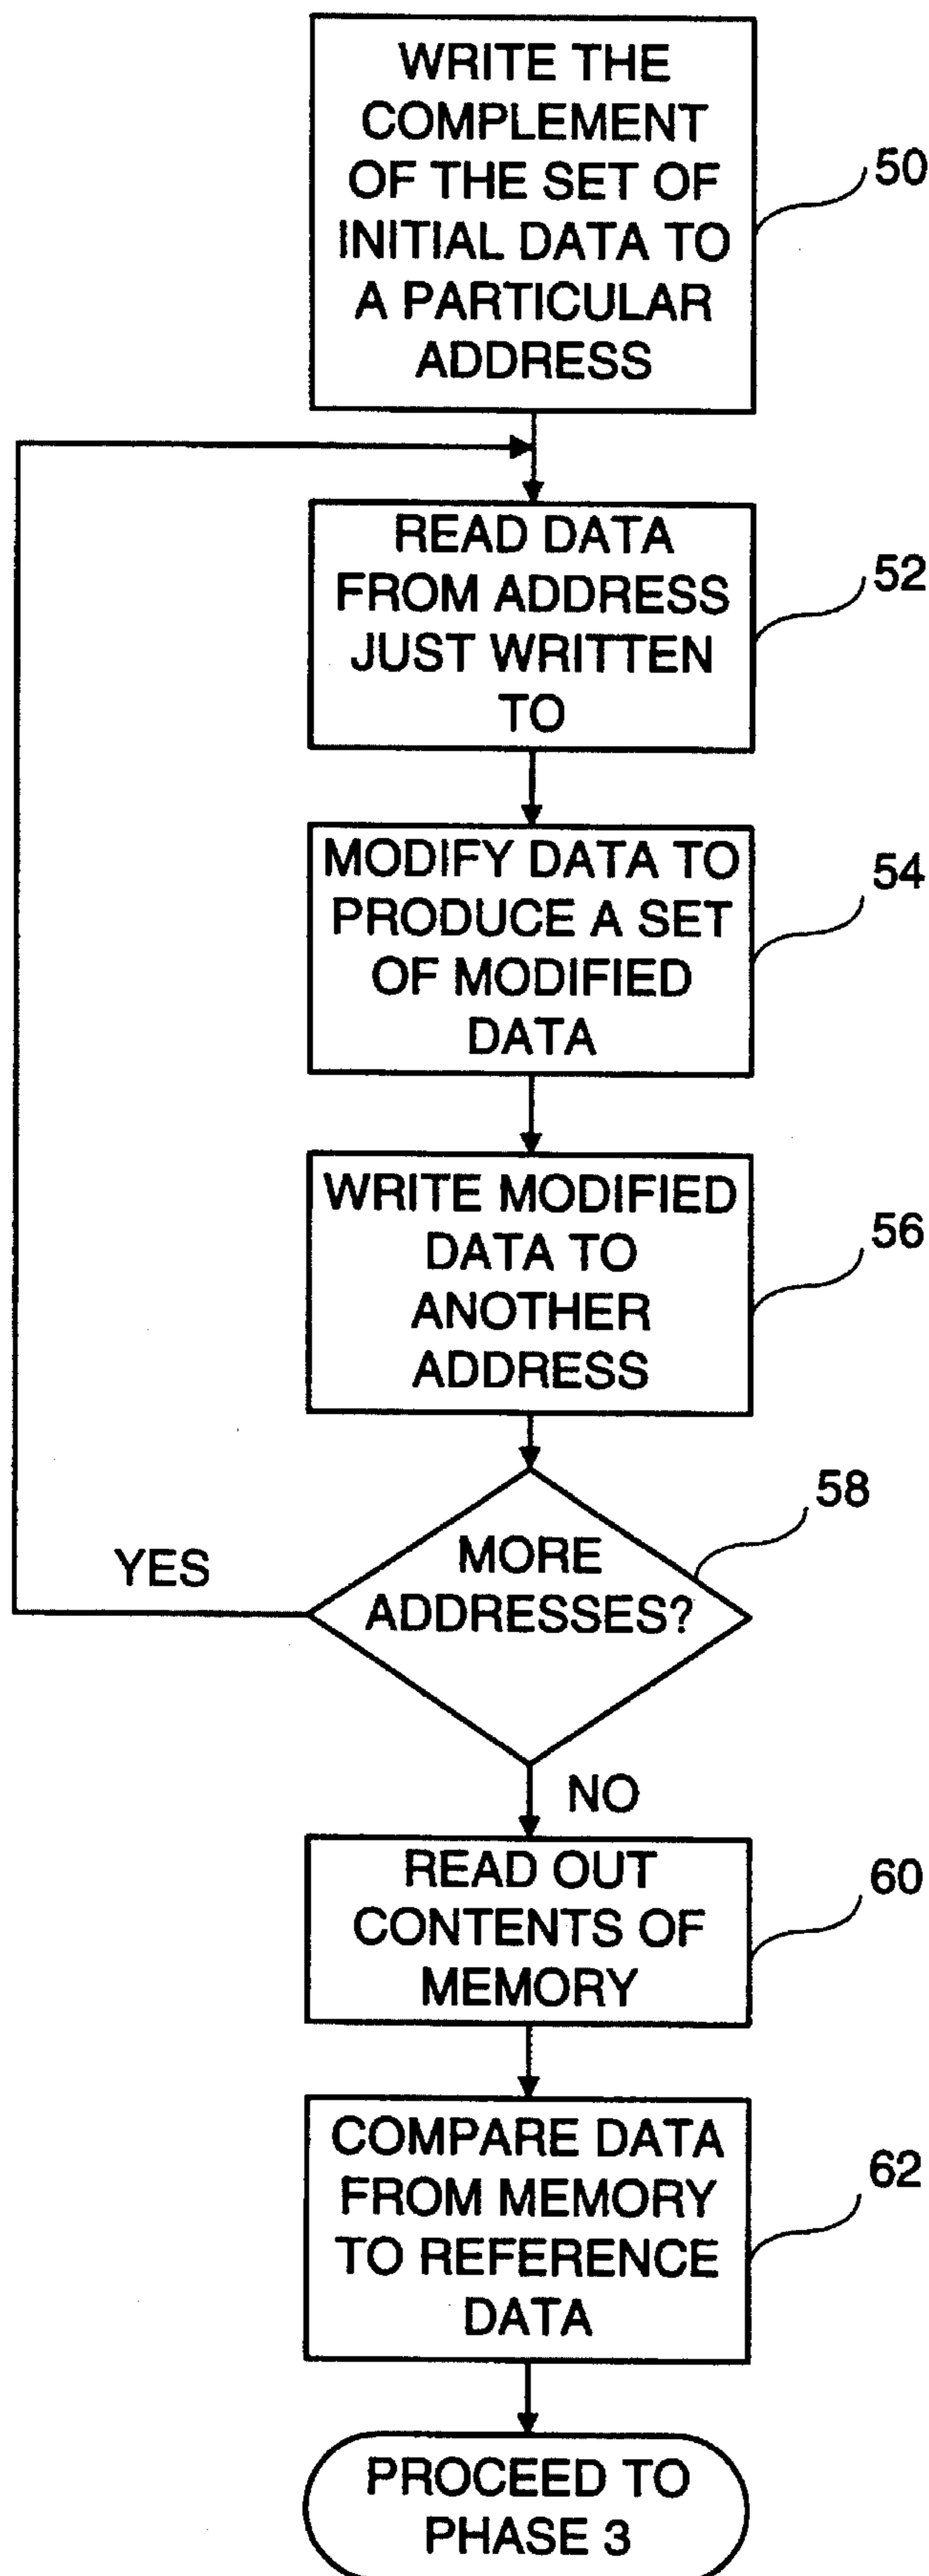 WRITE THE
COMPLEMENT
OF THE SET OF
INITIAL DATA TO
A PARTICULAR
ADDRESS
50
READ DATA
FROM ADDRESS
JUST WRITTEN
TO
52
MODIFY DATA TO
PRODUCE A SET
OF MODIFIED
DATA
54
WRITE MODIFIED
DATA TO
ANOTHER
ADDRESS
56
MORE
ADDRESSES?
58
YES
NO
READ OUT
CONTENTS OF
MEMORY
60
COMPARE DATA
FROM MEMORY
TO REFERENCE
DATA
62
PROCEED TO
PHASE 3